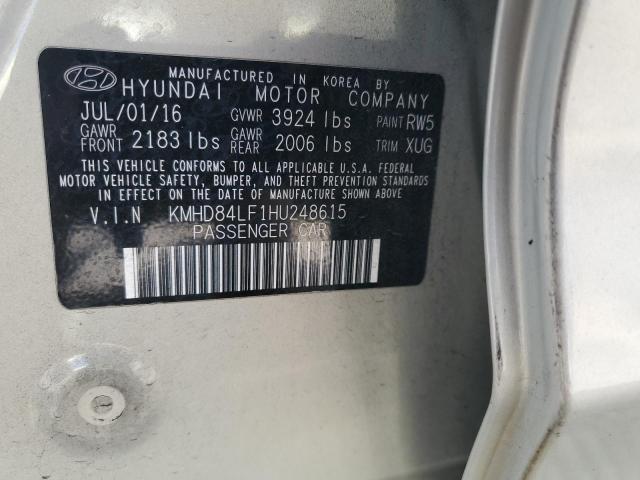 MANUFACTURED IN KOREA BY
HYUNDAI MOTOR COMPANY
JUL/01/16 GVWR 3924 lbs PAINT RW5
GAWR FRONT 2183 lbs GAWR REAR 2006 lbs TRIM XUG
THIS VEHICLE CONFORMS TO ALL APPLICABLE U.S.A. FEDERAL
MOTOR VEHICLE SAFETY, BUMPER, AND THEFT PREVENTION STANDARDS
IN EFFECT ON THE DATE OF MANUFACTURE SHOWN ABOVE
V.I.N KMHD84LF1HU248615
PASSENGER CAR